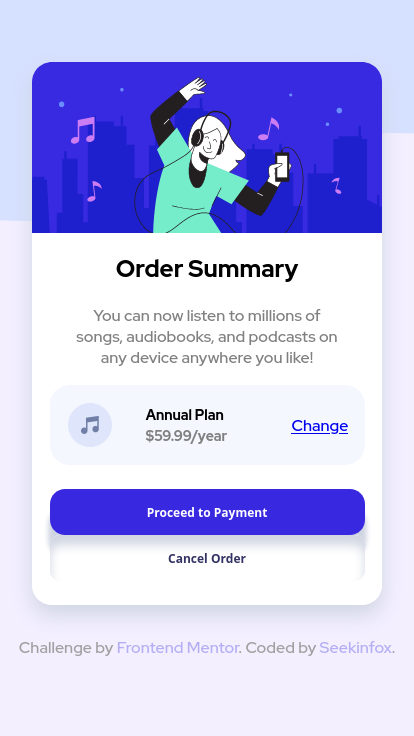 Order Summary
You can now listen to millions of
songs, audiobooks, and podcasts on
any device anywhere you like!
Annual Plan
$59.99/year
Change
Proceed to Payment
Cancel Order
Challenge by Frontend Mentor. Coded by Seekinfox.